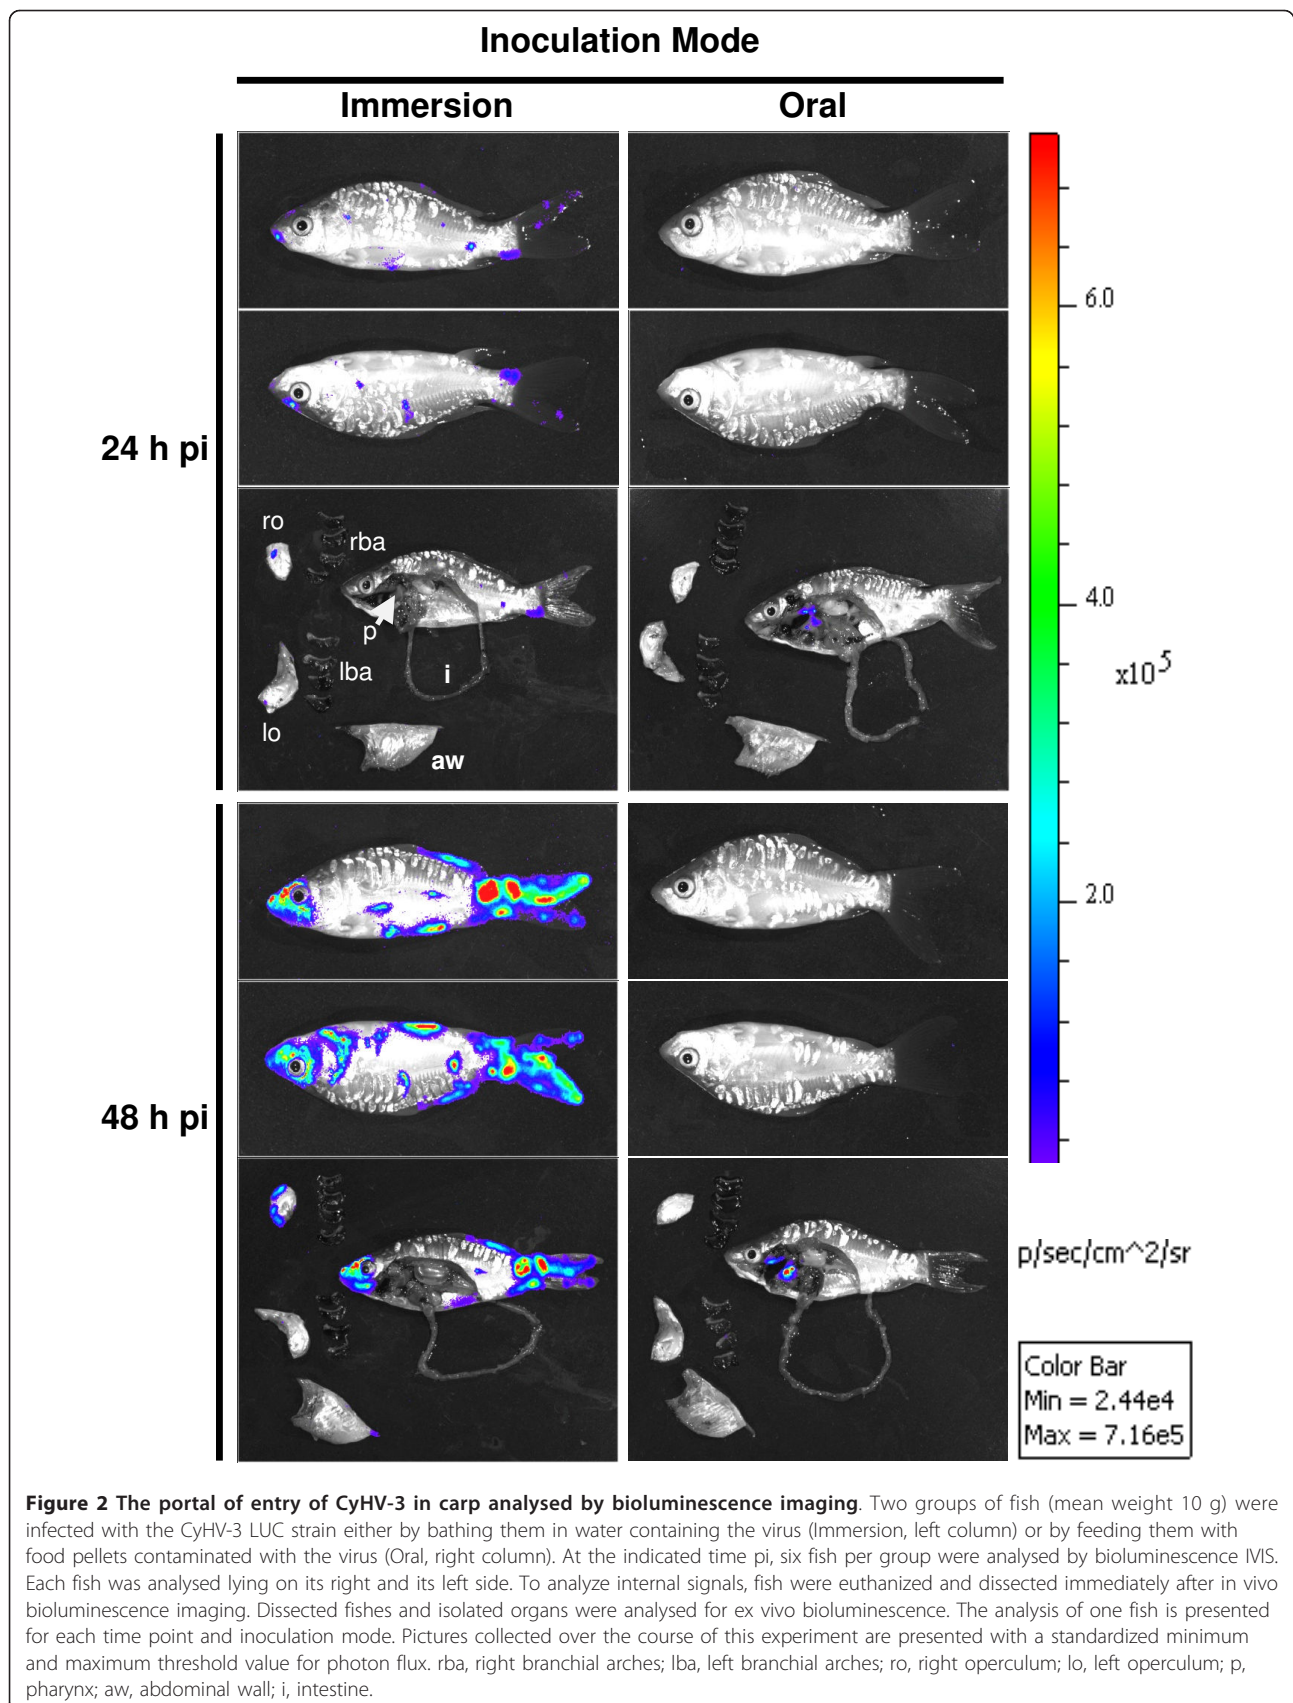 Inoculation Mode
Immersion
Oral
24 h pi
ro
rba
p
lba
i
lo
aw
48 h pi
6.0
4.0
x10^5
2.0
p/sec/cm^2/sr
Color Bar
Min = 2.44e4
Max = 7.16e5
Figure 2 The portal of entry of CyHV-3 in carp analysed by bioluminescence imaging. Two groups of fish (mean weight 10 g) were
infected with the CyHV-3 LUC strain either by bathing them in water containing the virus (Immersion, left column) or by feeding them with
food pellets contaminated with the virus (Oral, right column). At the indicated time pi, six fish per group were analysed by bioluminescence IVIS.
Each fish was analysed lying on its right and its left side. To analyze internal signals, fish were euthanized and dissected immediately after in vivo
bioluminescence imaging. Dissected fishes and isolated organs were analysed for ex vivo bioluminescence. The analysis of one fish is presented
for each time point and inoculation mode. Pictures collected over the course of this experiment are presented with a standardized minimum
and maximum threshold value for photon flux. rba, right branchial arches; lba, left branchial arches; ro, right operculum; lo, left operculum; p,
pharynx; aw, abdominal wall; i, intestine.